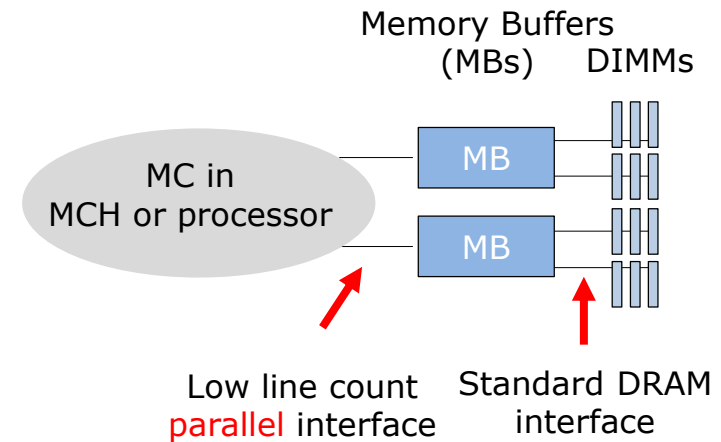 Memory Buffers
(MBs)
DIMMs
MB
MC in
MCH or processor
MB
Low line count
parallel interface
Standard DRAM
interface